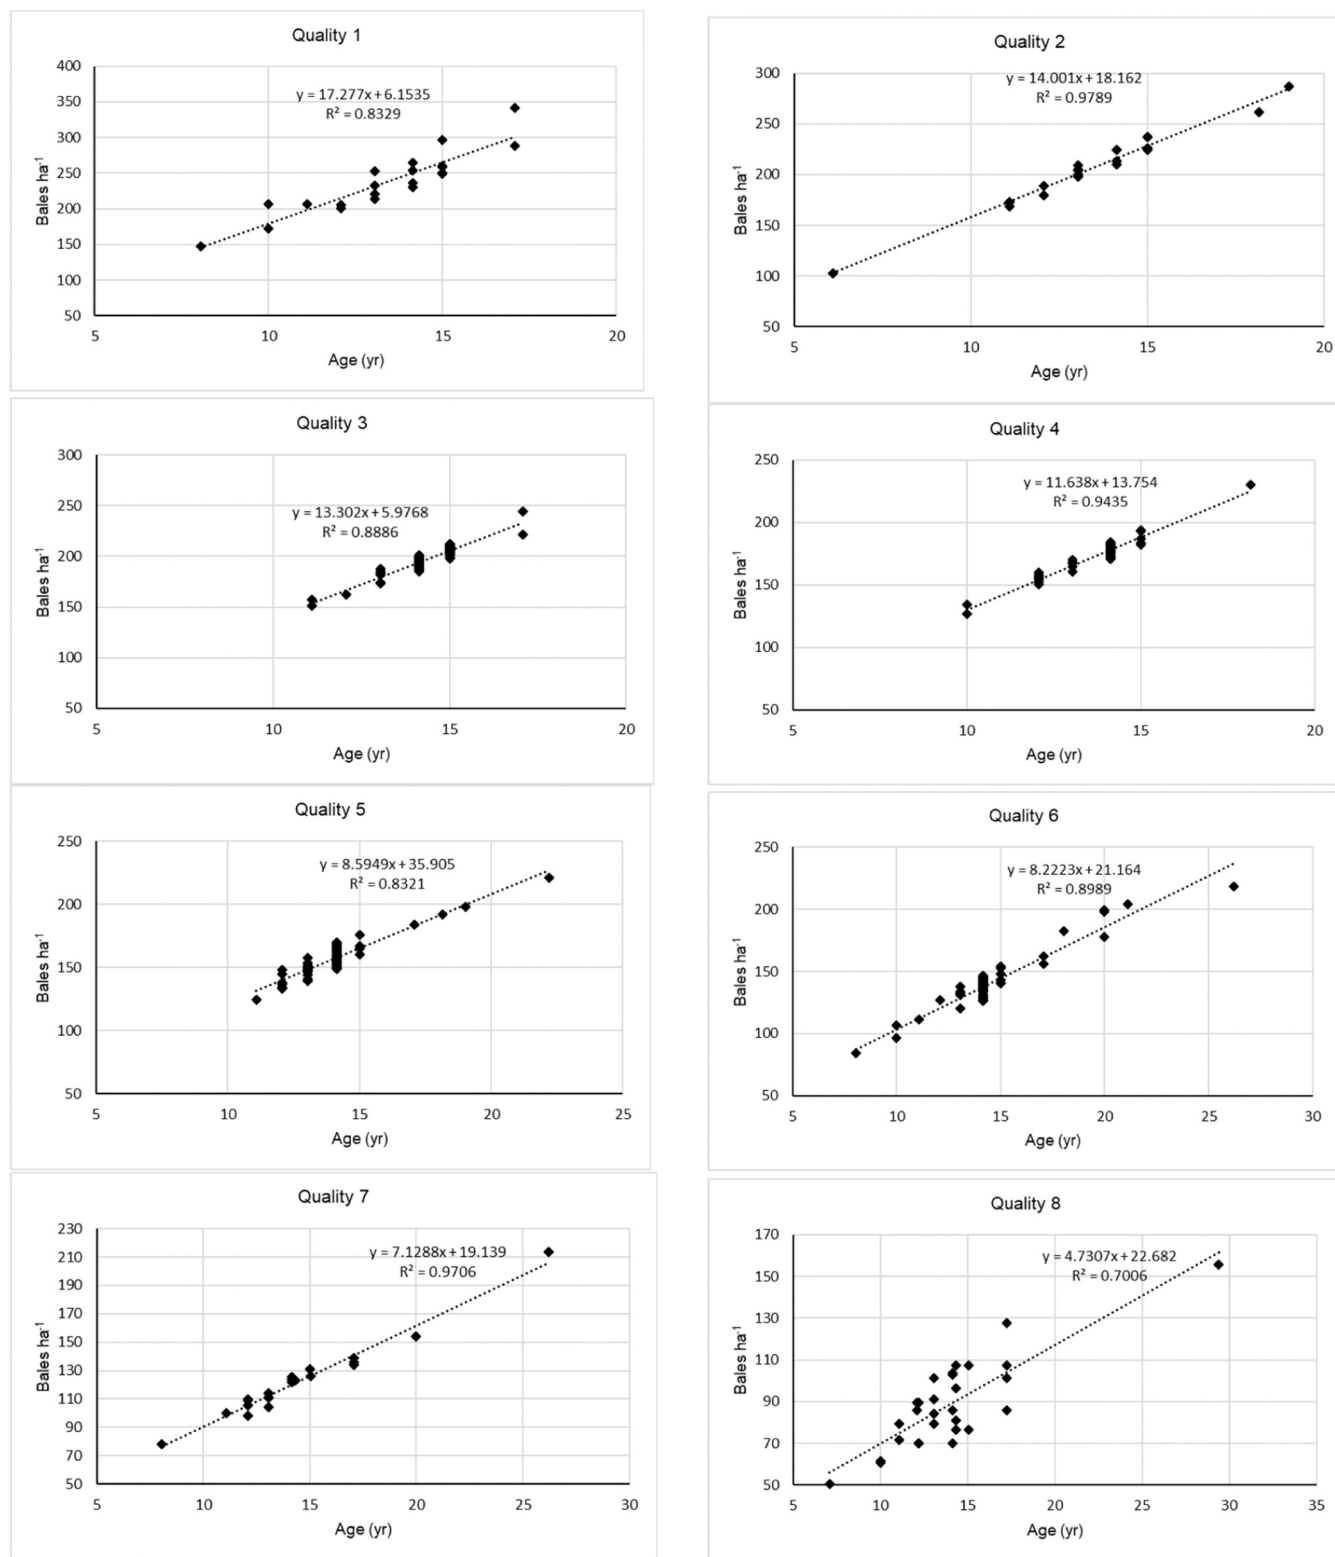 Quality 1
y = 17.277x + 6.1535
R² = 0.8329
400
350
300
250
200
150
100
50
Bales ha⁻¹
5 10 15 20
Age (yr)
Quality 2
y = 14.001x + 18.162
R² = 0.9789
300
250
200
150
100
50
Bales ha⁻¹
5 10 15 20
Age (yr)
Quality 3
y = 13.302x + 5.9768
R² = 0.8886
300
250
200
150
100
50
Bales ha⁻¹
5 10 15 20
Age (yr)
Quality 4
y = 11.638x + 13.754
R² = 0.9435
250
200
150
100
50
Bales ha⁻¹
5 10 15 20
Age (yr)
Quality 5
y = 8.5949x + 35.905
R² = 0.8321
250
200
150
100
50
Bales ha⁻¹
5 10 15 20 25
Age (yr)
Quality 6
y = 8.2223x + 21.164
R² = 0.8989
250
200
150
100
50
Bales ha⁻¹
5 10 15 20 25 30
Age (yr)
Quality 7
y = 7.1288x + 19.139
R² = 0.9706
230
210
190
170
150
130
110
90
70
50
Bales ha⁻¹
5 10 15 20 25 30
Age (yr)
Quality 8
y = 4.7307x + 22.682
R² = 0.7006
170
150
130
110
90
70
50
Bales ha⁻¹
5 10 15 20 25 30 35
Age (yr)